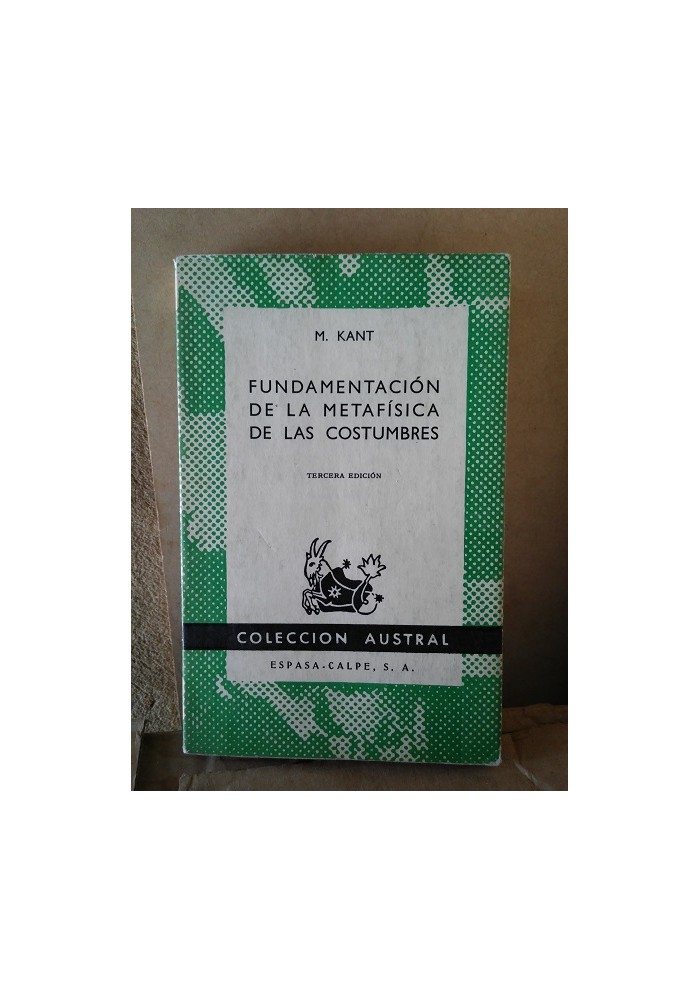 M. KANT
FUNDAMENTACIÓN
DE LA METAFÍSICA
DE LAS COSTUMBRES
TERCERA EDICIÓN
COLECCION AUSTRAL
ESPASA-CALPE, S. A.